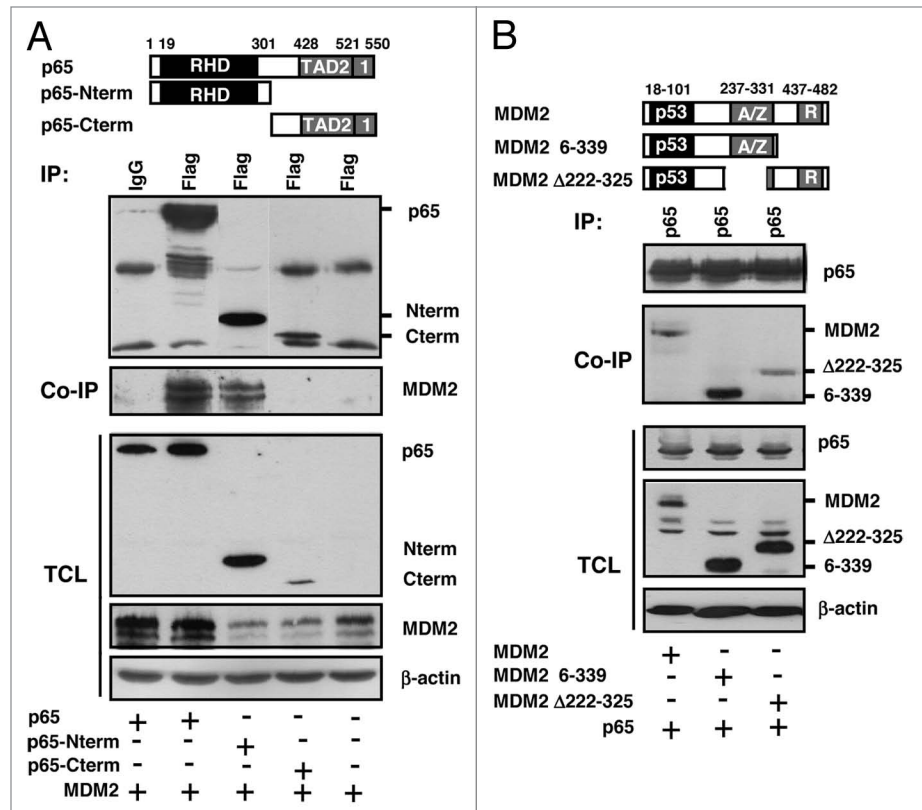 A
1 19 301 428 521 550
p65 RHD TAD2 1
p65-Nterm RHD
p65-Cterm TAD2 1
IP: IgG Flag Flag Flag Flag
p65
Nterm
Cterm
Co-IP MDM2
p65
Nterm
TCL
Cterm
MDM2
β-actin
p65 + + - - -
p65-Nterm - - + - -
p65-Cterm - - - + -
MDM2 + + + + +
B
18-101 237-331 437-482
MDM2 p53 A/Z R
MDM2 6-339 p53 A/Z
MDM2 Δ222-325 p53 R
IP: p65 p65 p65
p65
MDM2
Co-IP Δ222-325
6-339
p65
MDM2
Δ222-325
TCL 6-339
β-actin
MDM2 + - -
MDM2 6-339 - + -
MDM2 Δ222-325 - - +
p65 + + +